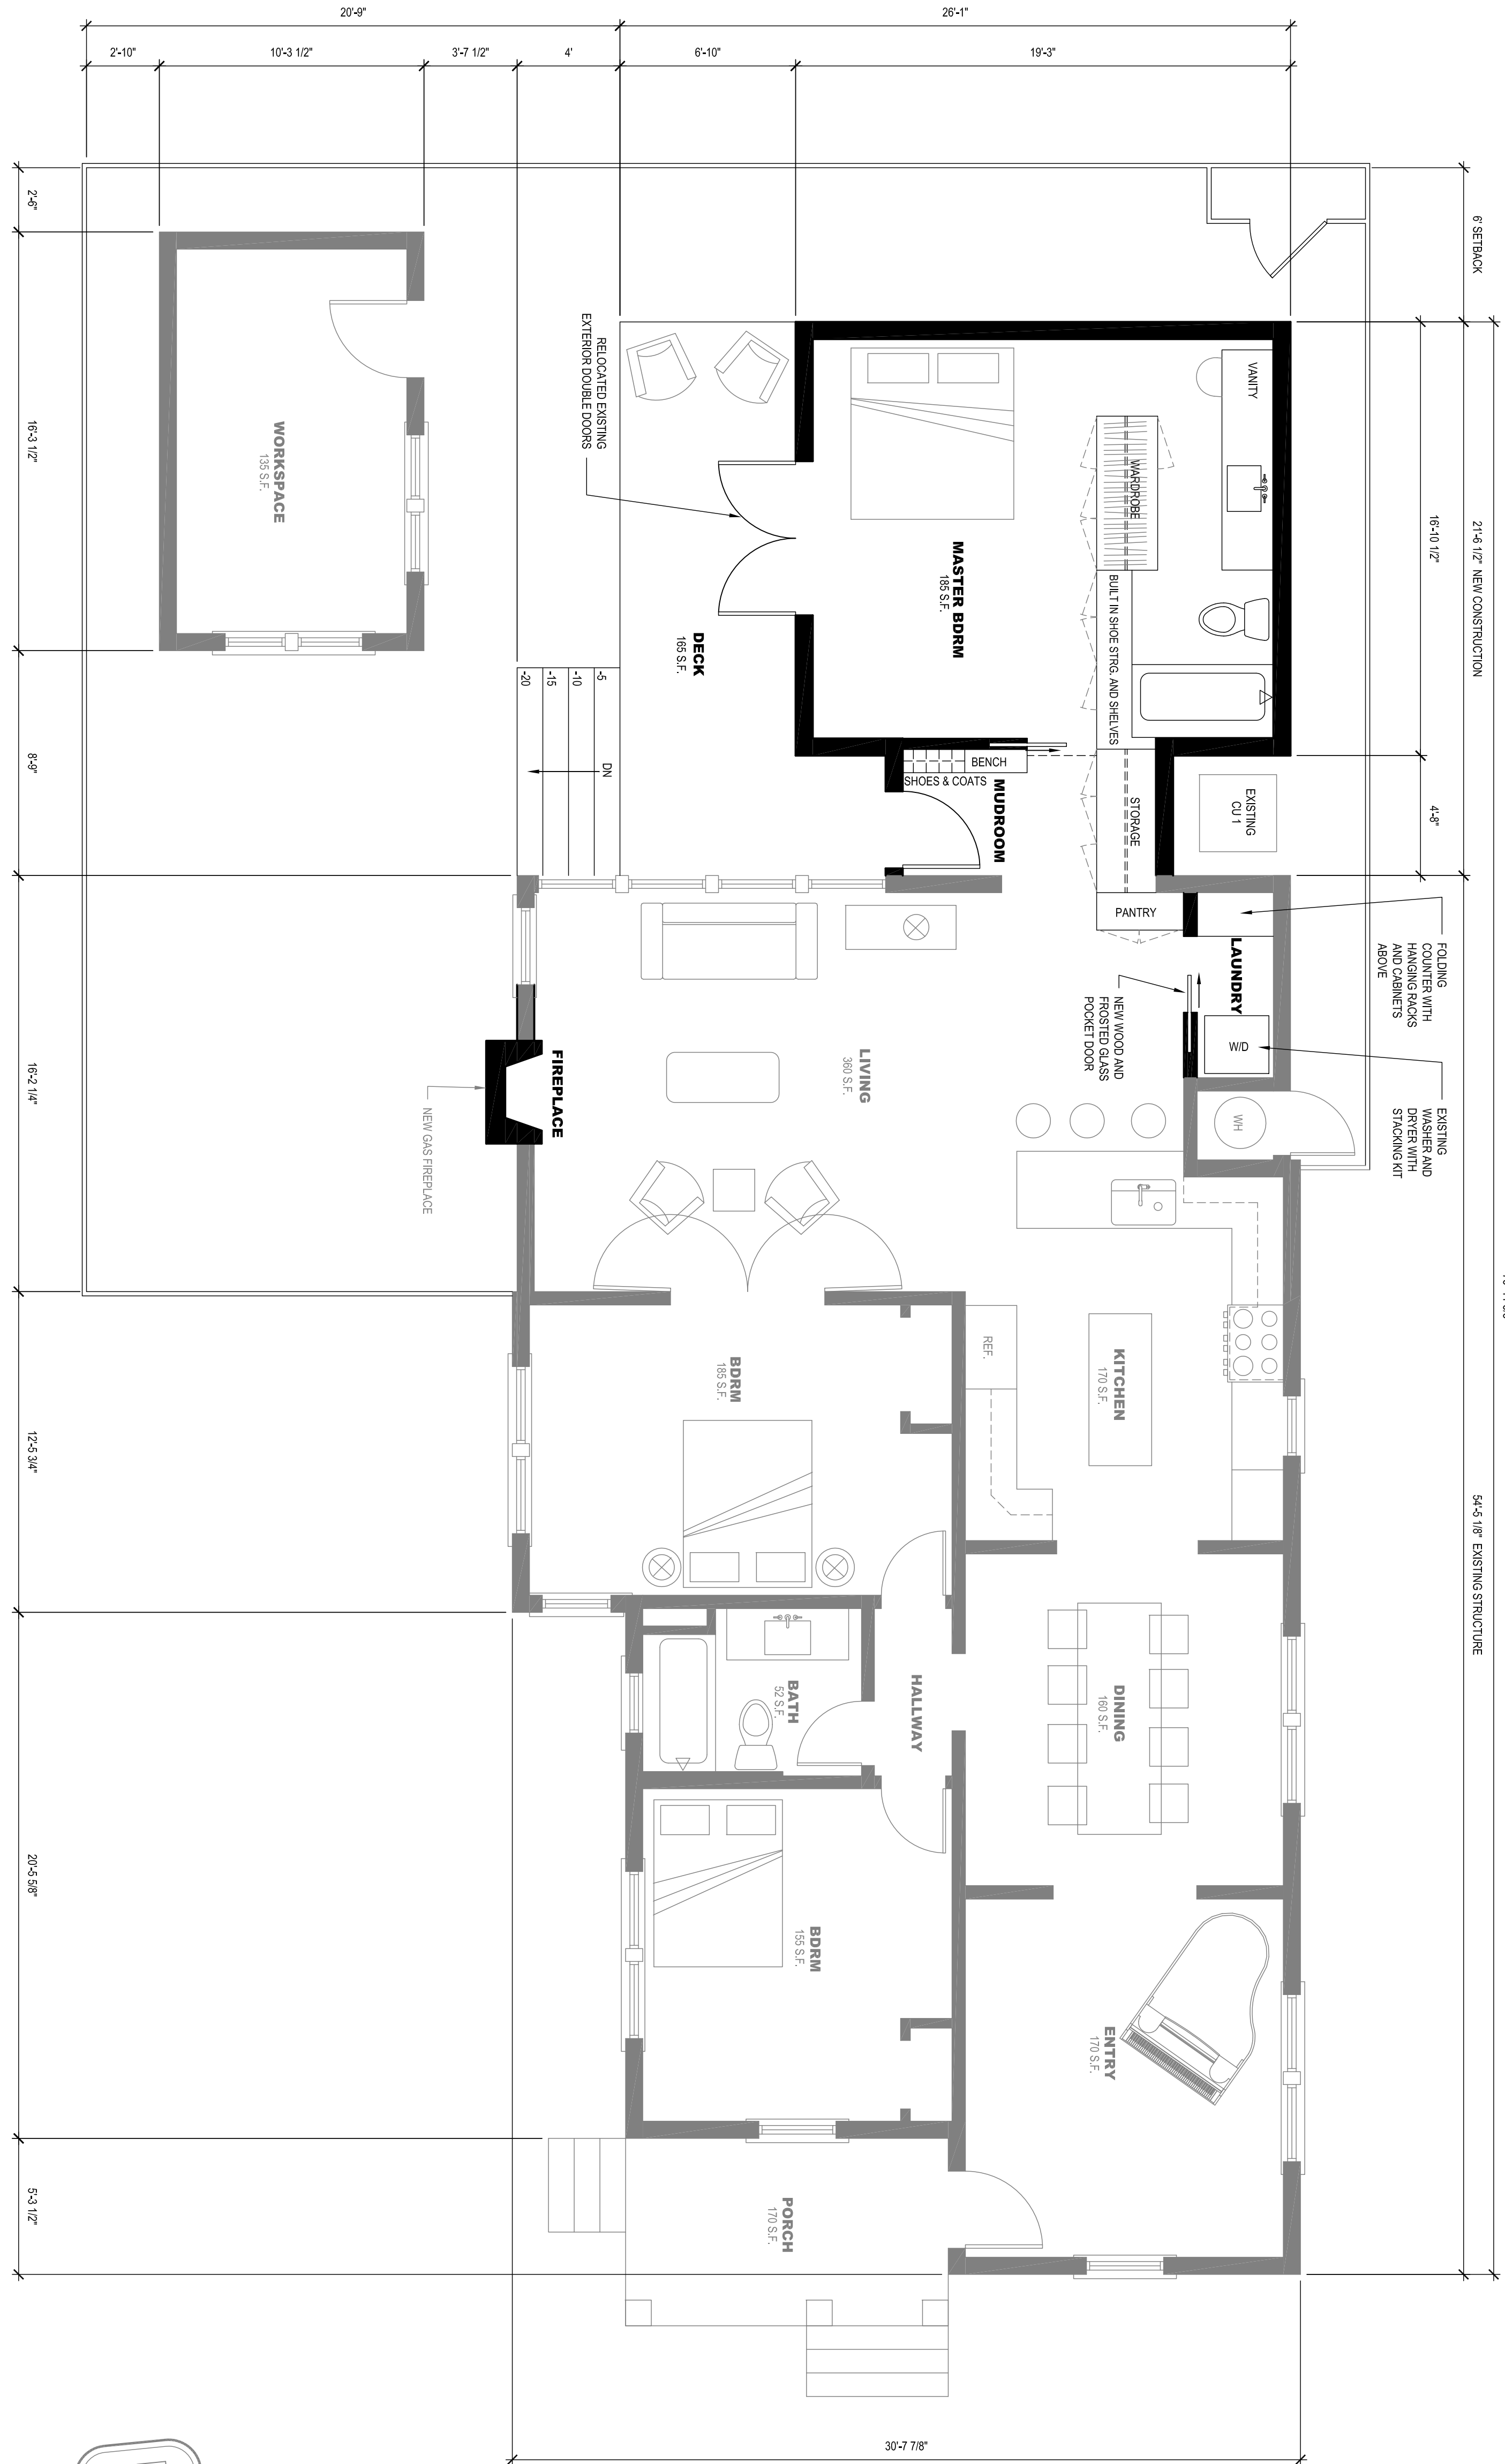 20'-9"
26'-1"
2'-10"
10'-3 1/2"
3'-7 1/2"
4'
6'-10"
19'-3"
6' SETBACK
21'-6 1/2" NEW CONSTRUCTION
54'-5 1/8" EXISTING STRUCTURE
16'-10 1/2"
4'-8"
2'-6"
16'-3 1/2"
8'-9"
16'-2 1/4"
12'-5 3/4"
20'-5 5/8"
5'-3 1/2"
30'-7 7/8"
RELOCATED EXISTING
EXTERIOR DOUBLE DOORS
WORKSPACE
135 S.F.
VANITY
WARDROBE
BUILT IN SHOE STRG. AND SHELVES
MASTER BDRM
185 S.F.
DECK
165 S.F.
-5
-10
-15
-20
DN
BENCH
SHOES & COATS
MUDROOM
STORAGE
EXISTING
CU 1
PANTRY
LAUNDRY
W/D
FOLDING
COUNTER WITH
HANGING RACKS
AND CABINETS
ABOVE
EXISTING
WASHER AND
DRYER WITH
STACKING KIT
NEW WOOD AND
FROSTED GLASS
POCKET DOOR
WH
LIVING
360 S.F.
FIREPLACE
NEW GAS FIREPLACE
REF.
KITCHEN
170 S.F.
BDRM
185 S.F.
DINING
160 S.F.
HALLWAY
BATH
52 S.F.
BDRM
155 S.F.
ENTRY
170 S.F.
PORCH
170 S.F.